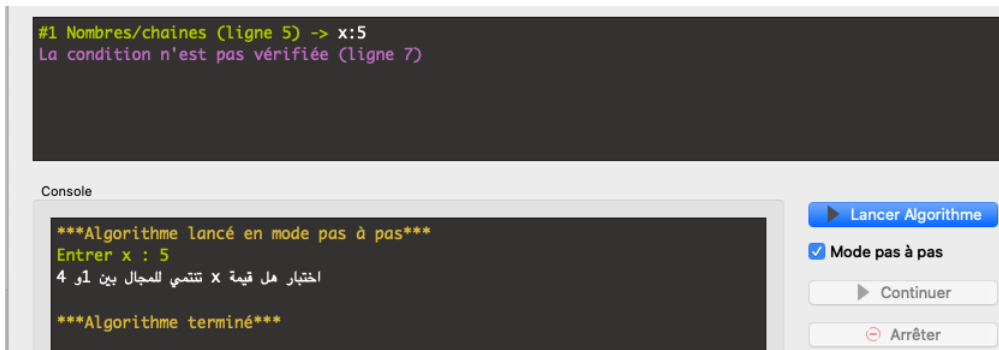 #1 Nombres/chaines (ligne 5) -> x:5
La condition n'est pas vérifiée (ligne 7)
Console
***Algorithme lancé en mode pas à pas***
Entrer x : 5
اختبار هل قيمة x تنتمي للمجال بين 1و 4
***Algorithme terminé***
Lancer Algorithme
Mode pas à pas
Continuer
Arrêter